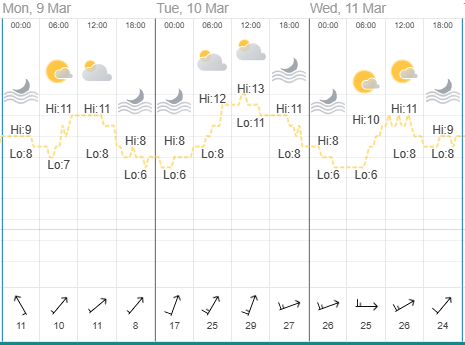 Mon, 9 Mar Tue, 10 Mar Wed, 11 Mar
00:00 06:00 12:00 18:00 00:00 06:00 12:00 18:00 00:00 06:00 12:00 18:00
Hi:9 Hi:11 Hi:11 Hi:8 Hi:8 Hi:12 Hi:13 Hi:11 Hi:8 Hi:10 Hi:11 Hi:9
Lo:8 Lo:7 Lo:8 Lo:6 Lo:6 Lo:8 Lo:11 Lo:8 Lo:6 Lo:6 Lo:8 Lo:8
11 10 11 8 17 25 29 27 26 25 26 24